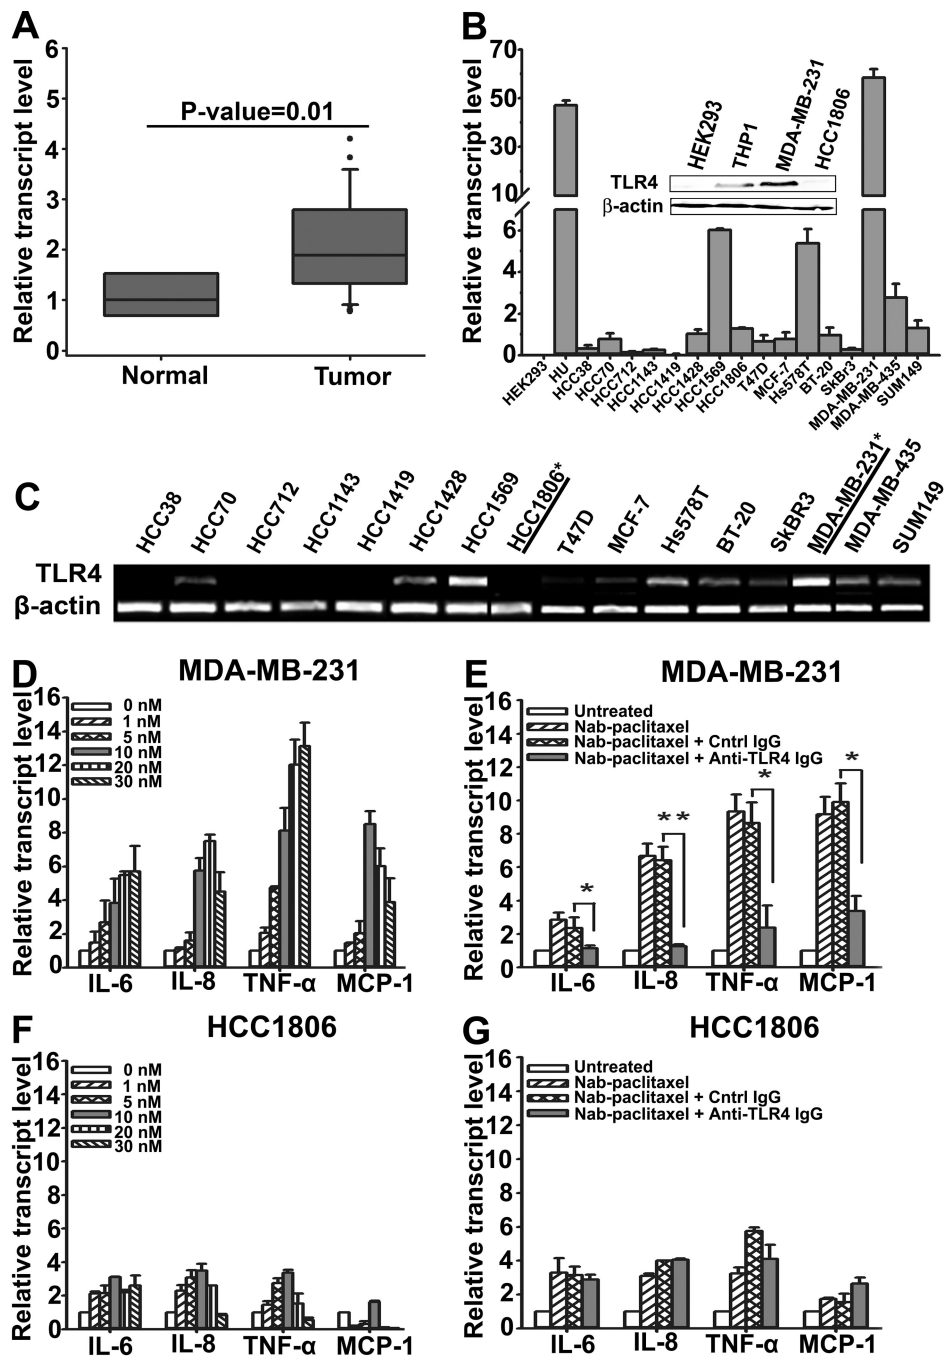 A
Relative transcript level
6
5
4
3
2
1
0
P-value=0.01
Normal
Tumor
B
Relative transcript level
70
50
30
10
6
4
2
0
HEK293
THP1
MDA-MB-231
HCC1806
TLR4
β-actin
HEK293
HU
HCC38
HCC70
HCC712
HCC1143
HCC1419
HCC1428
HCC1569
HCC1806
T47D
MCF-7
Hs578T
BT-20
SkBr3
MDA-MB-231
MDA-MB-435
SUM149
C
HCC38
HCC70
HCC712
HCC1143
HCC1419
HCC1428
HCC1569
HCC1806*
T47D
MCF-7
Hs578T
BT-20
SkBR3
MDA-MB-231*
MDA-MB-435
SUM149
TLR4
β-actin
D
MDA-MB-231
Relative transcript level
16
14
12
10
8
6
4
2
0
0 nM
1 nM
5 nM
10 nM
20 nM
30 nM
IL-6
IL-8
TNF-α
MCP-1
E
MDA-MB-231
Relative transcript level
16
14
12
10
8
6
4
2
0
Untreated
Nab-paclitaxel
Nab-paclitaxel + Cntrl IgG
Nab-paclitaxel + Anti-TLR4 IgG
*
* *
*
*
IL-6
IL-8
TNF-α
MCP-1
F
HCC1806
Relative transcript level
16
14
12
10
8
6
4
2
0
0 nM
1 nM
5 nM
10 nM
20 nM
30 nM
IL-6
IL-8
TNF-α
MCP-1
G
HCC1806
Relative transcript level
16
14
12
10
8
6
4
2
0
Untreated
Nab-paclitaxel
Nab-paclitaxel + Cntrl IgG
Nab-paclitaxel + Anti-TLR4 IgG
IL-6
IL-8
TNF-α
MCP-1